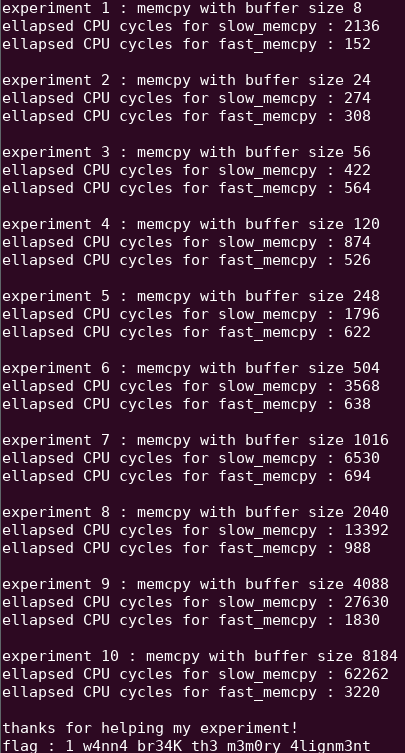 experiment 1 : memcpy with buffer size 8
ellapsed CPU cycles for slow_memcpy : 2136
ellapsed CPU cycles for fast_memcpy : 152
experiment 2 : memcpy with buffer size 24
ellapsed CPU cycles for slow_memcpy : 274
ellapsed CPU cycles for fast_memcpy : 308
experiment 3 : memcpy with buffer size 56
ellapsed CPU cycles for slow_memcpy : 422
ellapsed CPU cycles for fast_memcpy : 564
experiment 4 : memcpy with buffer size 120
ellapsed CPU cycles for slow_memcpy : 874
ellapsed CPU cycles for fast_memcpy : 526
experiment 5 : memcpy with buffer size 248
ellapsed CPU cycles for slow_memcpy : 1796
ellapsed CPU cycles for fast_memcpy : 622
experiment 6 : memcpy with buffer size 504
ellapsed CPU cycles for slow_memcpy : 3568
ellapsed CPU cycles for fast_memcpy : 638
experiment 7 : memcpy with buffer size 1016
ellapsed CPU cycles for slow_memcpy : 6530
ellapsed CPU cycles for fast_memcpy : 694
experiment 8 : memcpy with buffer size 2040
ellapsed CPU cycles for slow_memcpy : 13392
ellapsed CPU cycles for fast_memcpy : 988
experiment 9 : memcpy with buffer size 4088
ellapsed CPU cycles for slow_memcpy : 27630
ellapsed CPU cycles for fast_memcpy : 1830
experiment 10 : memcpy with buffer size 8184
ellapsed CPU cycles for slow_memcpy : 62262
ellapsed CPU cycles for fast_memcpy : 3220
thanks for helping my experiment!
flag : 1_w4nn4_br34K_th3_m3m0ry_4lignm3nt